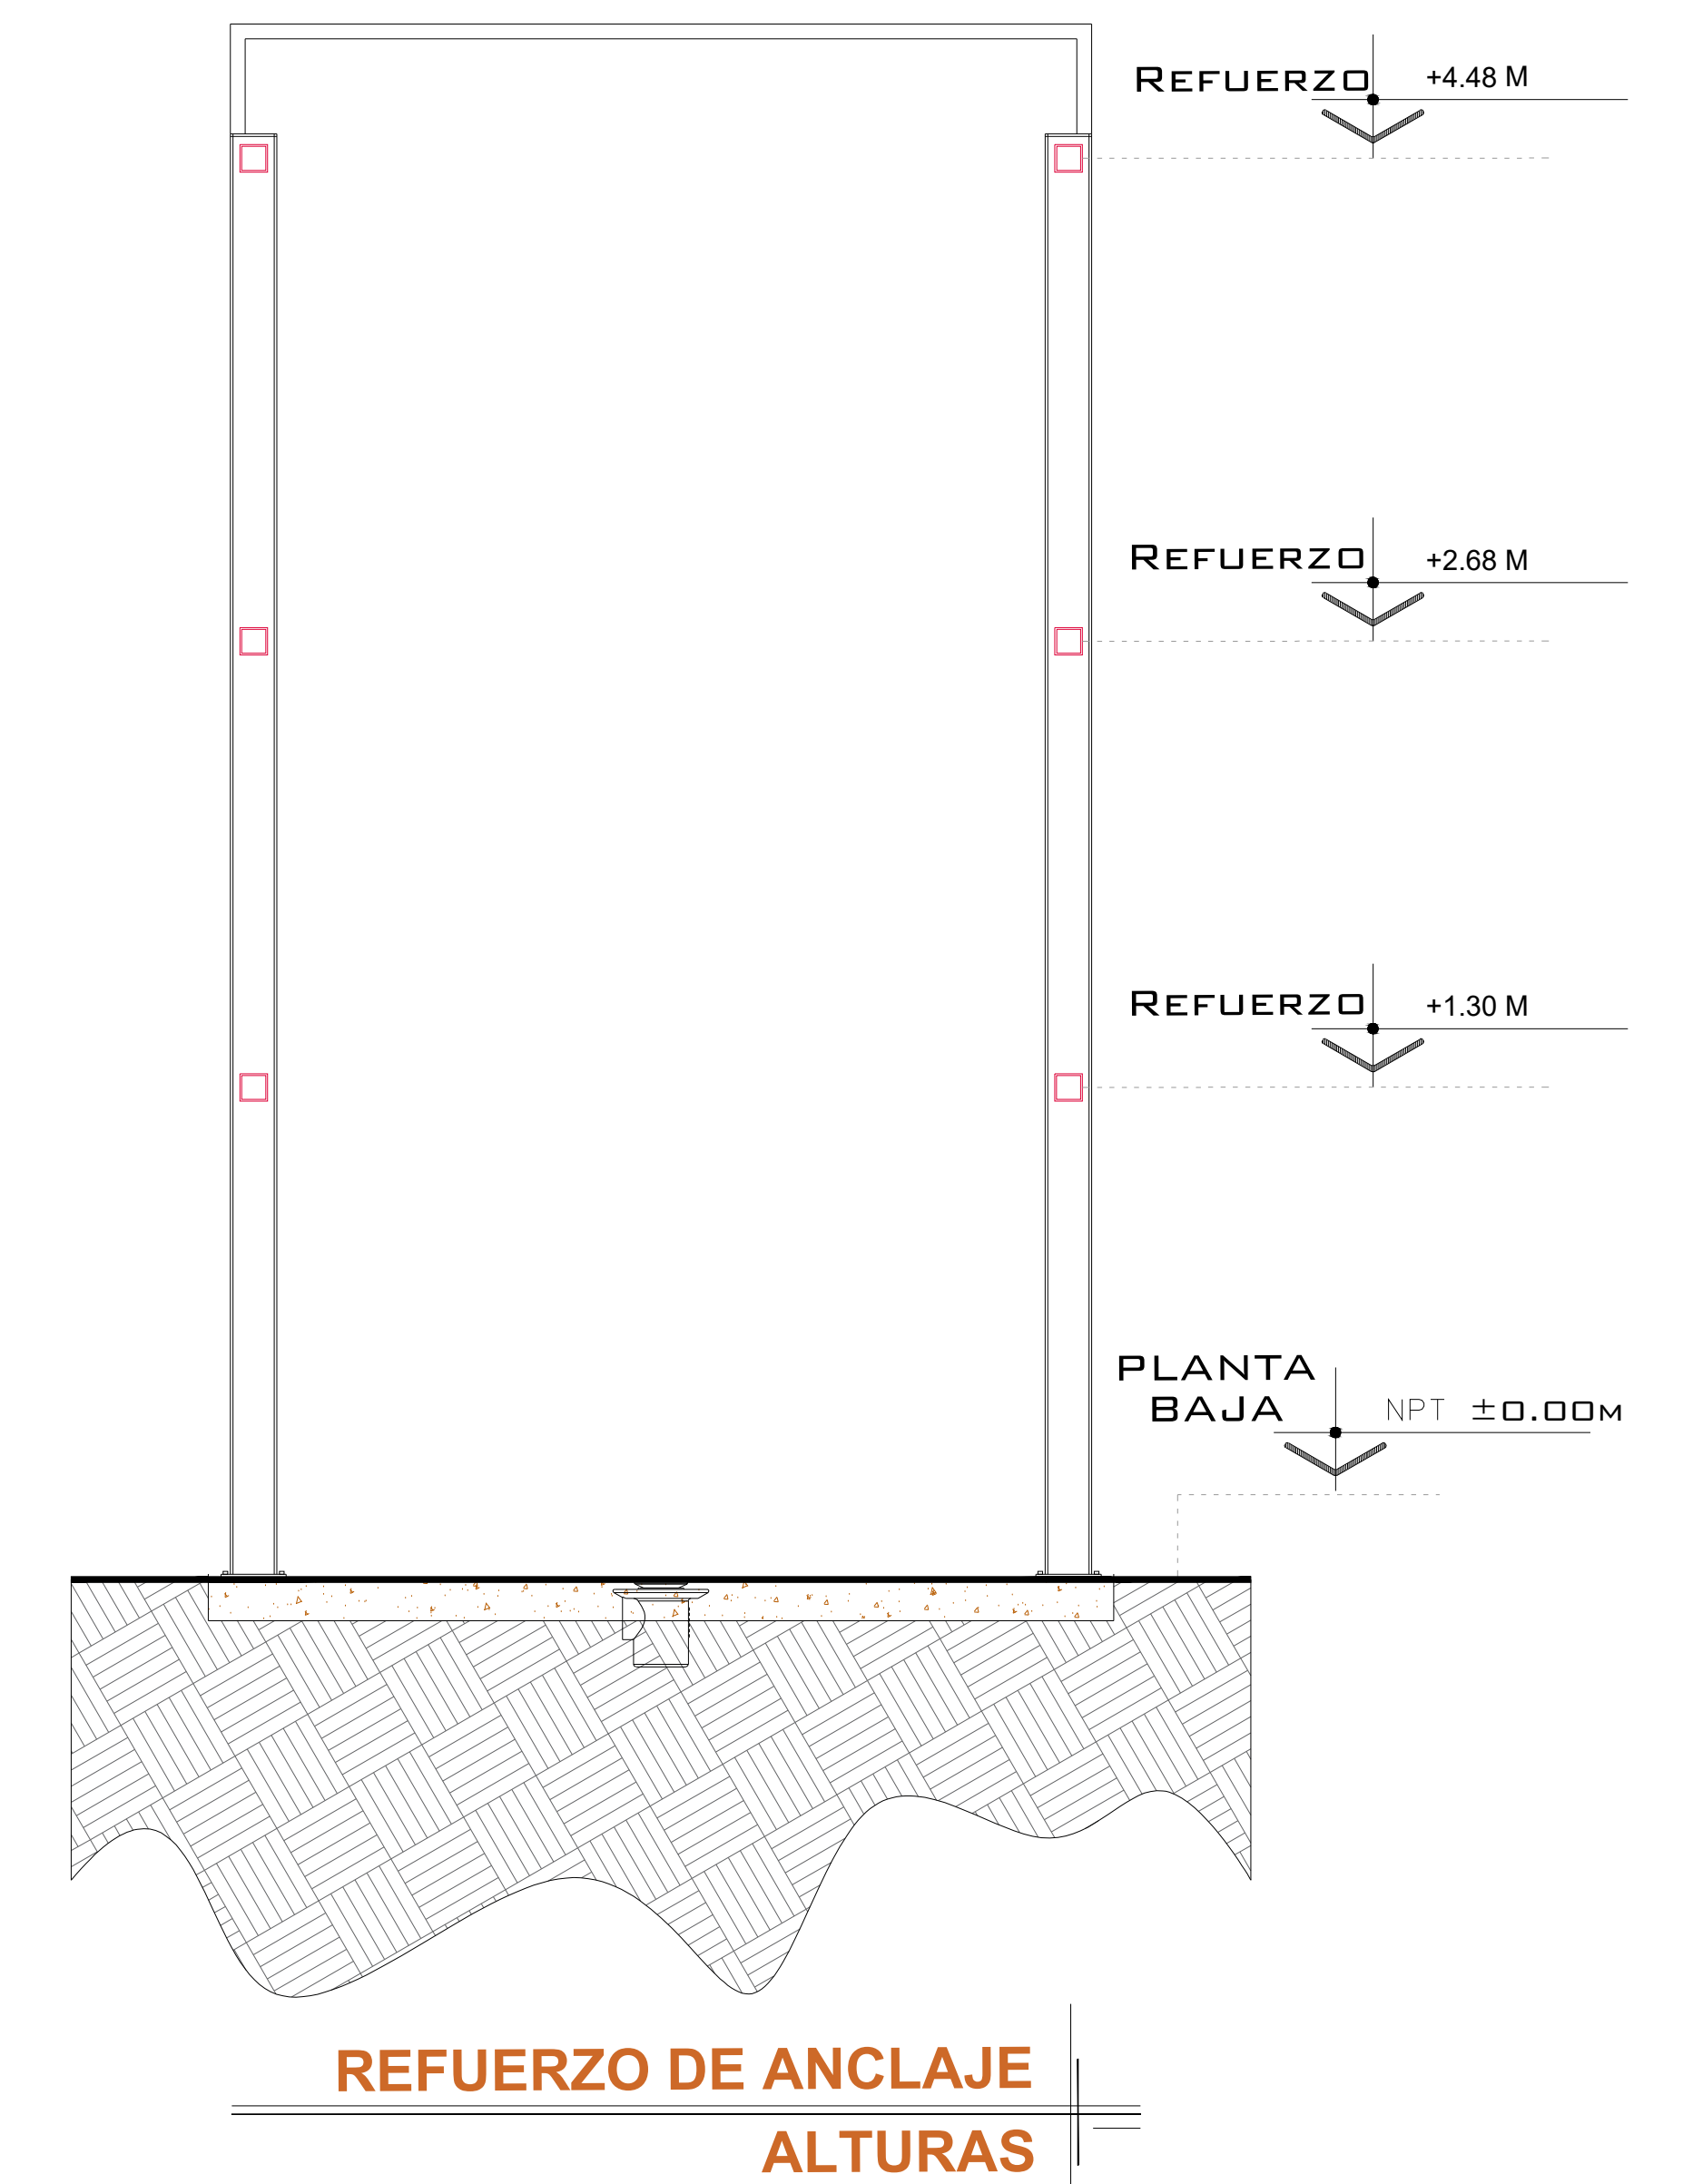 REFUERZO +4.48 M
REFUERZO +2.68 M
REFUERZO +1.30 M
PLANTA
BAJA NPT ±0.00M
REFUERZO DE ANCLAJE
ALTURAS